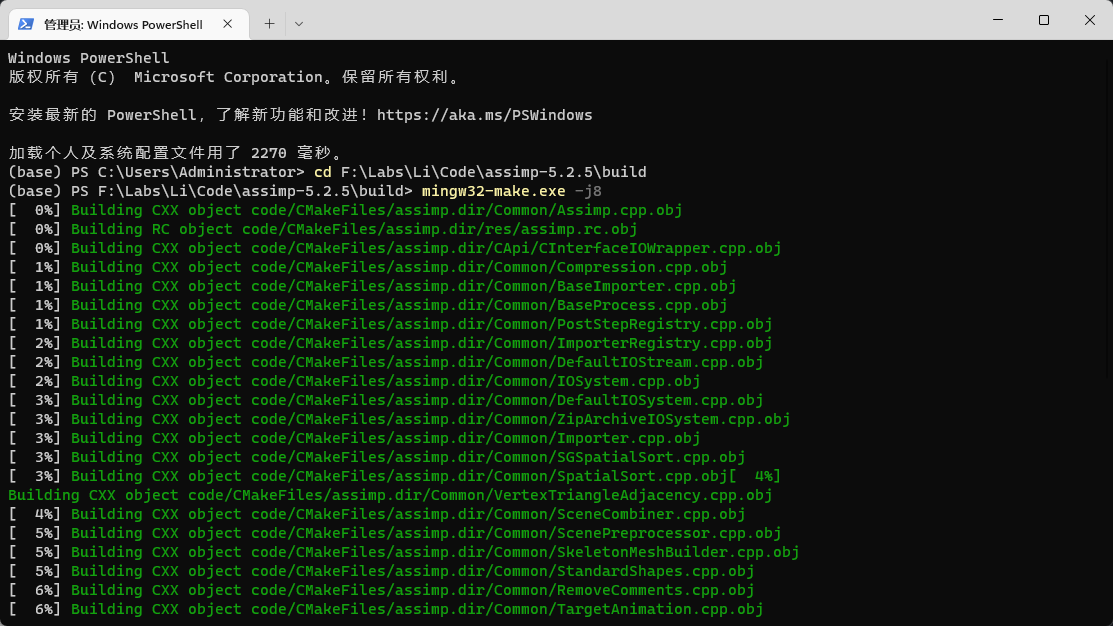 管理员: Windows PowerShell
Windows PowerShell
版权所有 (C)  Microsoft Corporation。保留所有权利。
安装最新的 PowerShell，了解新功能和改进！https://aka.ms/PSWindows
加载个人及系统配置文件用了 2270 毫秒。
(base) PS C:\Users\Administrator> cd F:\Labs\Li\Code\assimp-5.2.5\build
(base) PS F:\Labs\Li\Code\assimp-5.2.5\build> mingw32-make.exe -j8
[  0%] Building CXX object code/CMakeFiles/assimp.dir/Common/Assimp.cpp.obj
[  0%] Building RC object code/CMakeFiles/assimp.dir/res/assimp.rc.obj
[  0%] Building CXX object code/CMakeFiles/assimp.dir/CApi/CInterfaceIOWrapper.cpp.obj
[  1%] Building CXX object code/CMakeFiles/assimp.dir/Common/Compression.cpp.obj
[  1%] Building CXX object code/CMakeFiles/assimp.dir/Common/BaseImporter.cpp.obj
[  1%] Building CXX object code/CMakeFiles/assimp.dir/Common/BaseProcess.cpp.obj
[  1%] Building CXX object code/CMakeFiles/assimp.dir/Common/PostStepRegistry.cpp.obj
[  2%] Building CXX object code/CMakeFiles/assimp.dir/Common/ImporterRegistry.cpp.obj
[  2%] Building CXX object code/CMakeFiles/assimp.dir/Common/DefaultIOStream.cpp.obj
[  2%] Building CXX object code/CMakeFiles/assimp.dir/Common/IOSystem.cpp.obj
[  3%] Building CXX object code/CMakeFiles/assimp.dir/Common/DefaultIOSystem.cpp.obj
[  3%] Building CXX object code/CMakeFiles/assimp.dir/Common/ZipArchiveIOSystem.cpp.obj
[  3%] Building CXX object code/CMakeFiles/assimp.dir/Common/Importer.cpp.obj
[  3%] Building CXX object code/CMakeFiles/assimp.dir/Common/SGSpatialSort.cpp.obj
[  3%] Building CXX object code/CMakeFiles/assimp.dir/Common/SpatialSort.cpp.obj[  4%]
Building CXX object code/CMakeFiles/assimp.dir/Common/VertexTriangleAdjacency.cpp.obj
[  4%] Building CXX object code/CMakeFiles/assimp.dir/Common/SceneCombiner.cpp.obj
[  5%] Building CXX object code/CMakeFiles/assimp.dir/Common/ScenePreprocessor.cpp.obj
[  5%] Building CXX object code/CMakeFiles/assimp.dir/Common/SkeletonMeshBuilder.cpp.obj
[  5%] Building CXX object code/CMakeFiles/assimp.dir/Common/StandardShapes.cpp.obj
[  6%] Building CXX object code/CMakeFiles/assimp.dir/Common/RemoveComments.cpp.obj
[  6%] Building CXX object code/CMakeFiles/assimp.dir/Common/TargetAnimation.cpp.obj